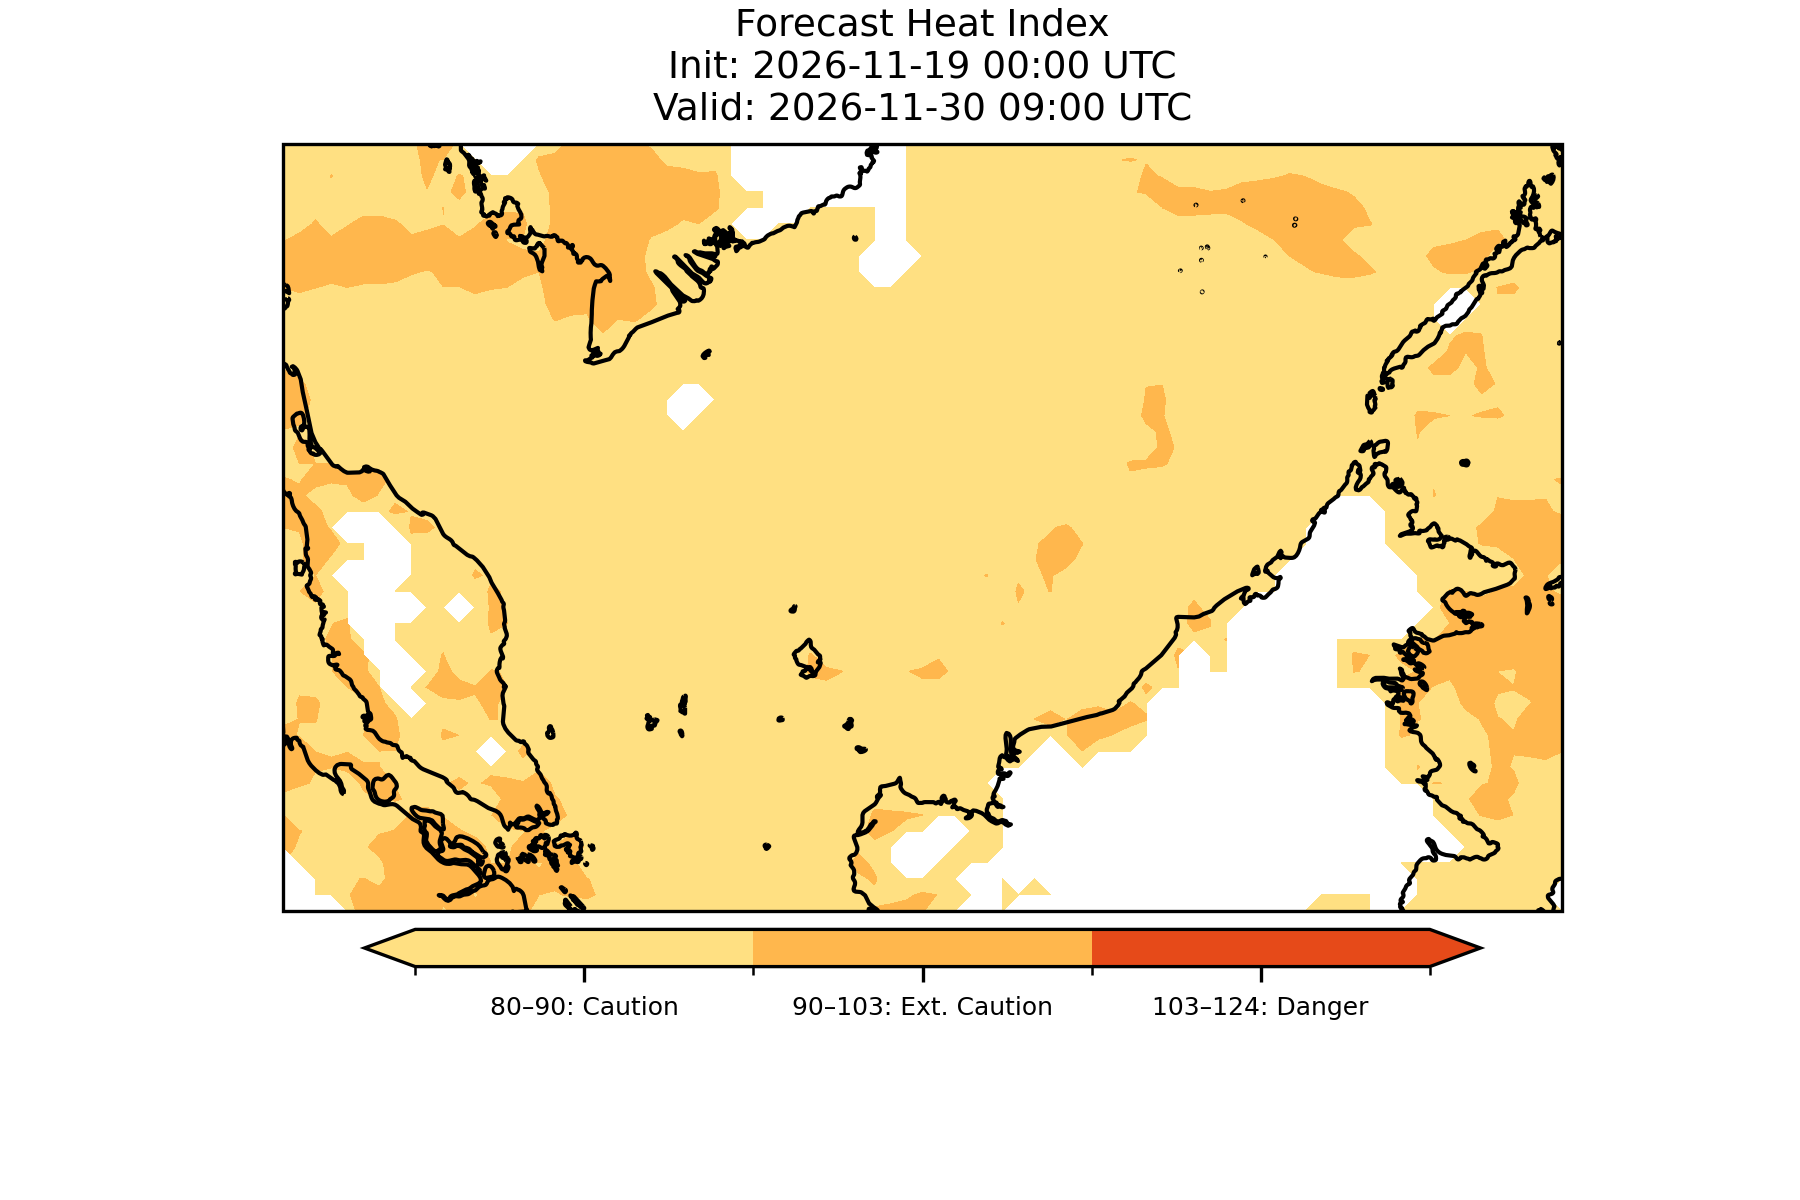 Forecast Heat Index
Init: 2026-11-19 00:00 UTC
Valid: 2026-11-30 09:00 UTC
80–90: Caution
90–103: Ext. Caution
103–124: Danger